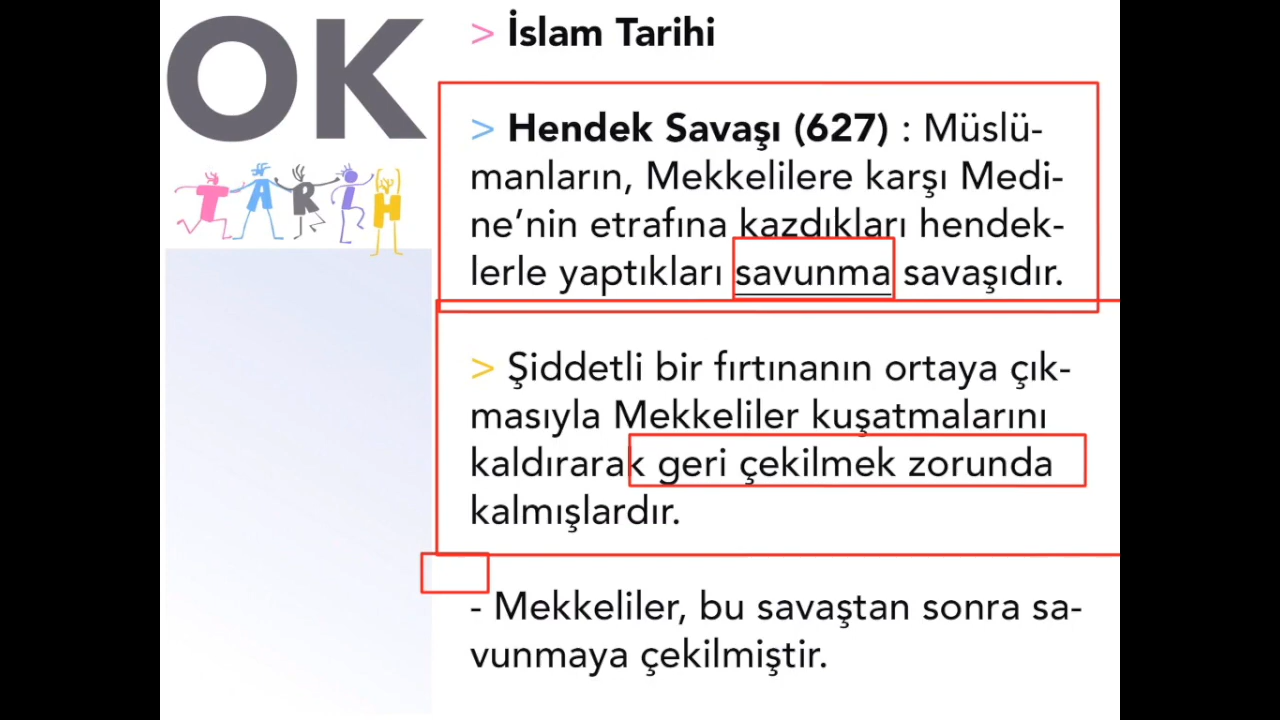 OK
TARİH
> İslam Tarihi
> Hendek Savaşı (627) : Müslü-
manların, Mekkelilere karşı Medi-
ne’nin etrafına kazdıkları hendek-
lerle yaptıkları savunma savaşıdır.
> Şiddetli bir fırtınanın ortaya çık-
masıyla Mekkeliler kuşatmalarını
kaldırarak geri çekilmek zorunda
kalmışlardır.
- Mekkeliler, bu savaştan sonra sa-
vunmaya çekilmiştir.